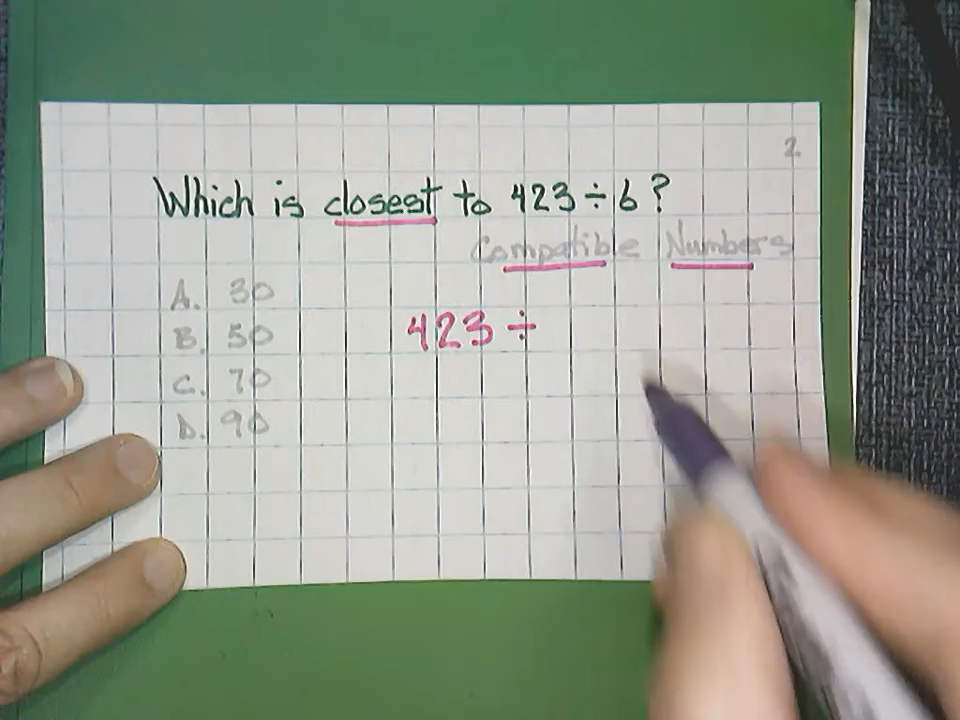 2
Which is closest to 423 ÷ 6?
Compatible Numbers
A. 30
B. 50
C. 70
D. 90
423 ÷